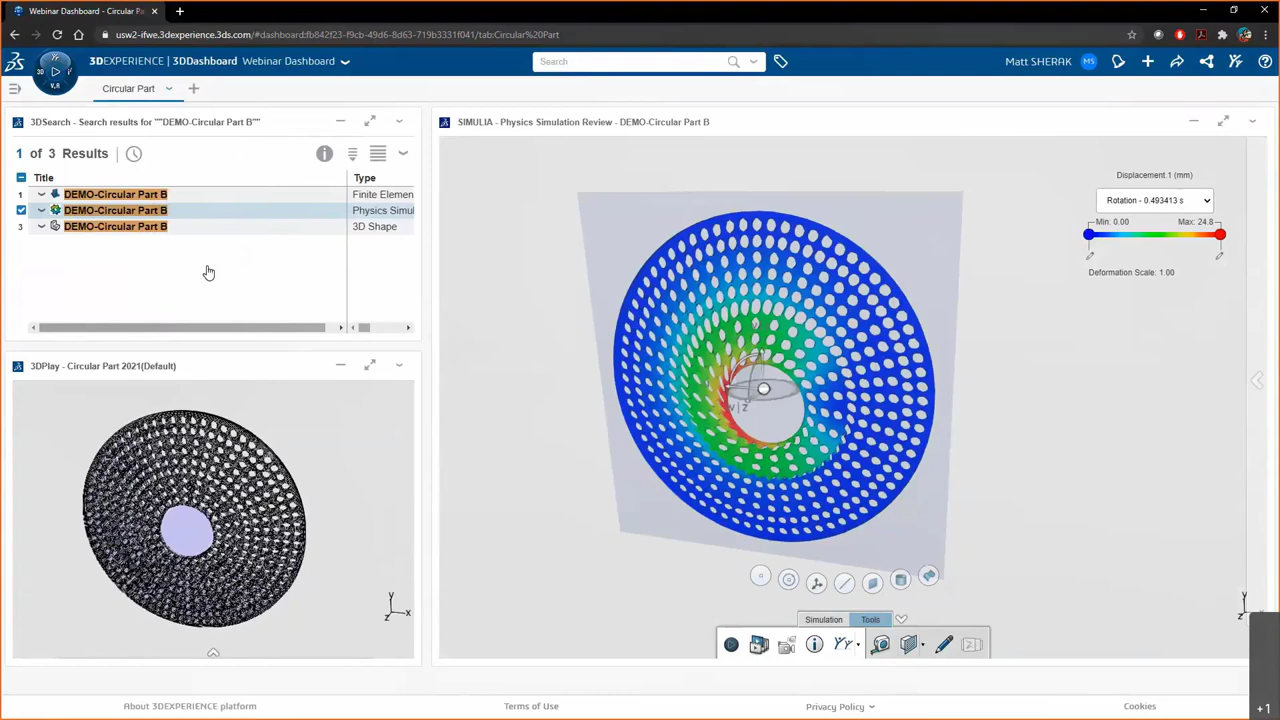 Webinar Dashboard - Circular Par
usw2-ifwe.3dexperience.3ds.com/#dashboard:fb842f23-f9cb-49d6-8d63-719b3331f041/tab:Circular%20Part
3DEXPERIENCE | 3DDashboard Webinar Dashboard
Search
Matt SHERAK MS
3D
V.R
Circular Part
3DSearch - Search results for ""DEMO-Circular Part B""
1 of 3 Results
Title Type
1 DEMO-Circular Part B Finite Elemen
DEMO-Circular Part B Physics Simul
3 DEMO-Circular Part B 3D Shape
3DPlay - Circular Part 2021(Default)
y
x
z
SIMULIA - Physics Simulation Review - DEMO-Circular Part B
Displacement.1 (mm)
Rotation - 0.493413 s
Min: 0.00 Max: 24.8
Deformation Scale: 1.00
y
z
Simulation Tools
+1
About 3DEXPERIENCE platform Terms of Use Privacy Policy Cookies